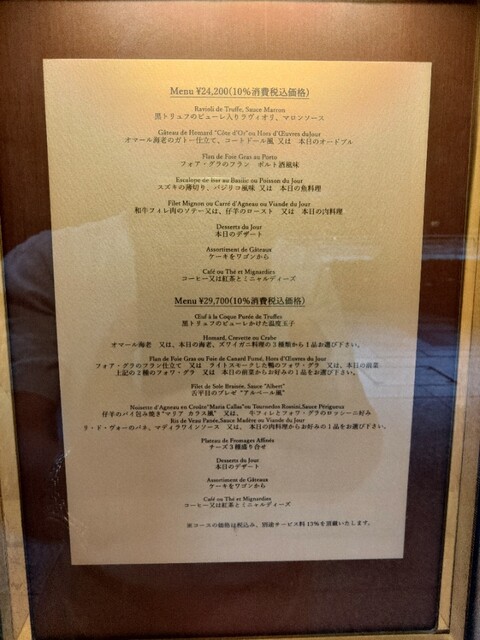 Menu ¥24,200(10%消費税込価格)
Ravioli de Truffe, Sauce Marron
黒トリュフのピューレ入りラヴィオリ、マロンソース
Gâteau de Homard "Côte d'Or"ou Hors d'Œuvres duJour
オマール海老のガトー仕立て、コートドール風 又は 本日のオードブル
Flan de Foie Gras au Porto
フォア・グラのフラン ポルト酒風味
Escalope de Bar au Basilic ou Poisson du Jour
スズキの薄切り、バジリコ風味 又は 本日の魚料理
Filet Mignon ou Carré d'Agneau ou Viande du Jour
和牛フィレ肉のソテー又は、仔羊のロースト 又は 本日の肉料理
Desserts du Jour
本日のデザート
Assortiment de Gâteaux
ケーキをワゴンから
Café ou Thé et Mignardies
コーヒー又は紅茶とミニャルディーズ
Menu ¥29,700(10%消費税込価格)
Œuf à la Coque Purée de Truffes
黒トリュフのピューレかけた温度玉子
Homard, Crevette ou Crabe
オマール海老 又は、本日の海老、ズワイガニ料理の3種類から1品お選び下さい。
Flan de Foie Gras ou Foie de Canard Fumé, Hors d'Œuvres du Jour
フォア・グラのフラン仕立て 又は ライトスモークした鴨のフォワ・グラ 又は、本日の前菜
上記の2種のフォワ・グラ 又は 本日の前菜からお好みの1品をお選び下さい。
Filet de Sole Braisée, Sauce "Albert"
舌平目のブレゼ "アルベール風"
Noisette d'Agneau en Croûte"Maria Callas"ou Tournedos Rossini,Sauce Périgueux
仔羊のパイ包み焼き"マリア カラス風" 又は、 牛フィレとフォワ・グラのロッシーニ好み
Ris de Veau Panée,Sauce Madère ou Viande du Jour
リ・ド・ヴォーのパネ、マディラワインソース 又は、本日の肉料理からお好みの1品をお選び下さい。
Plateau de Fromages Affinés
チーズ3種盛り合せ
Desserts du Jour
本日のデザート
Assortiment de Gâteaux
ケーキをワゴンから
Café ou Thé et Mignardies
コーヒー又は紅茶とミニャルディーズ
※コースの価格は税込み、別途サービス料13%を頂戴いたします。